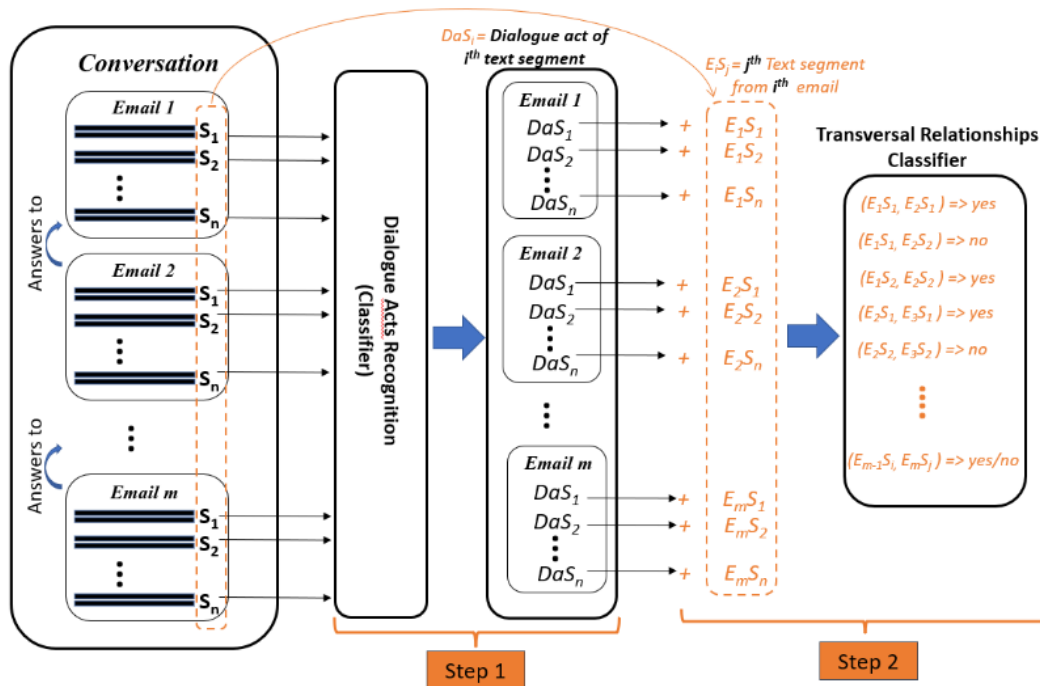 Conversation
Email 1
S1
S2
Sn
Answers to
Email 2
S1
S2
Sn
Answers to
Email m
S1
S2
Sn
Dialogue Acts Recognition
(Classifier)
DaSi = Dialogue act of
ith text segment
Email 1
DaS1
DaS2
DaSn
Email 2
DaS1
DaS2
DaSn
Email m
DaS1
DaS2
DaSn
EiSj = jth Text segment
from ith email
+ E1S1
+ E1S2
+ E1Sn
+ E2S1
+ E2S2
+ E2Sn
+ EmS1
+ EmS2
+ EmSn
Transversal Relationships
Classifier
(E1S1, E2S1) => yes
(E1S1, E2S2) => no
(E1S2, E2S2) => yes
(E2S1, E3S1) => yes
(E2S2, E3S2) => no
(Em-1Si, EmSj) => yes/no
Step 1
Step 2